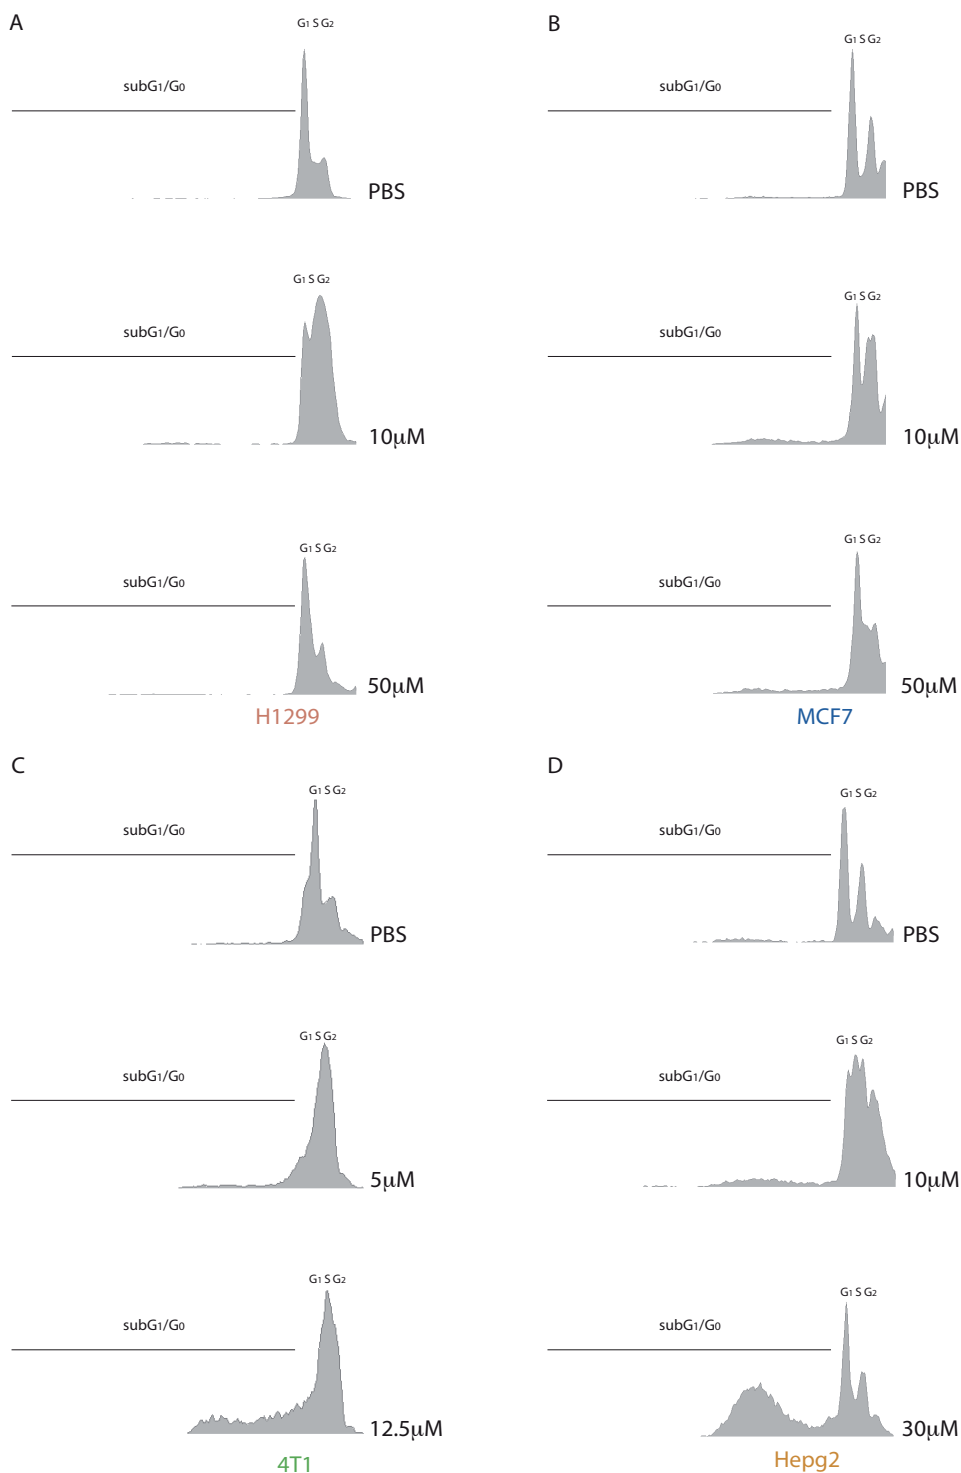 A
G1 S G2
subG1/G0
PBS
G1 S G2
subG1/G0
10μM
G1 S G2
subG1/G0
50μM
H1299
B
G1 S G2
subG1/G0
PBS
G1 S G2
subG1/G0
10μM
G1 S G2
subG1/G0
50μM
MCF7
C
G1 S G2
subG1/G0
PBS
G1 S G2
subG1/G0
5μM
G1 S G2
subG1/G0
12.5μM
4T1
D
G1 S G2
subG1/G0
PBS
G1 S G2
subG1/G0
10μM
G1 S G2
subG1/G0
30μM
Hepg2